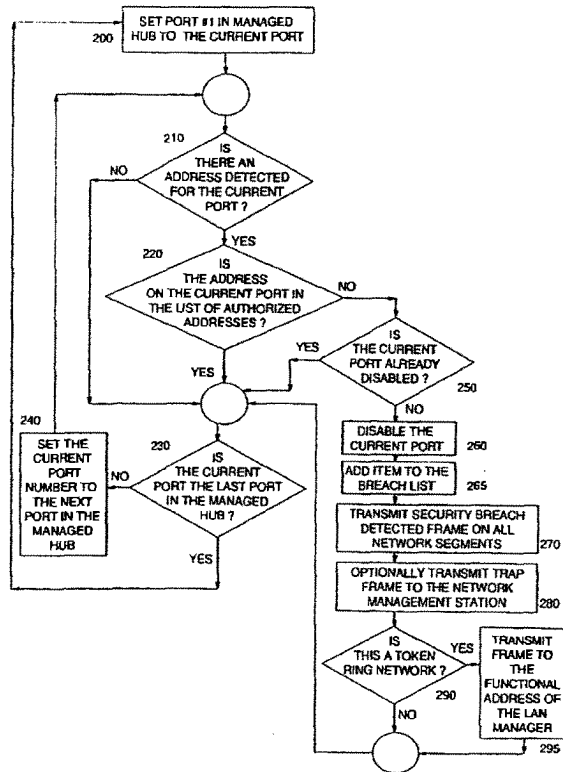 SET PORT #1 IN MANAGED
HUB TO THE CURRENT PORT
200
210
IS
THERE AN
ADDRESS DETECTED
FOR THE CURRENT
PORT ?
NO
YES
220
IS
THE ADDRESS
ON THE CURRENT PORT IN
THE LIST OF AUTHORIZED
ADDRESSES ?
NO
YES
IS
THE CURRENT
PORT ALREADY
DISABLED ?
YES
250
NO
240
SET THE
CURRENT
PORT
NUMBER TO
THE NEXT
PORT IN THE
MANAGED
HUB
230
IS
THE CURRENT
PORT THE LAST PORT
IN THE MANAGED
HUB ?
NO
YES
DISABLE THE
CURRENT PORT
260
ADD ITEM TO THE
BREACH LIST
265
TRANSMIT SECURITY BREACH
DETECTED FRAME ON ALL
NETWORK SEGMENTS
270
OPTIONALLY TRANSMIT TRAP
FRAME TO THE NETWORK
MANAGEMENT STATION
280
IS
THIS A TOKEN
RING NETWORK ?
290
YES
NO
TRANSMIT
FRAME TO
THE
FUNCTIONAL
ADDRESS OF
THE LAN
MANAGER
295